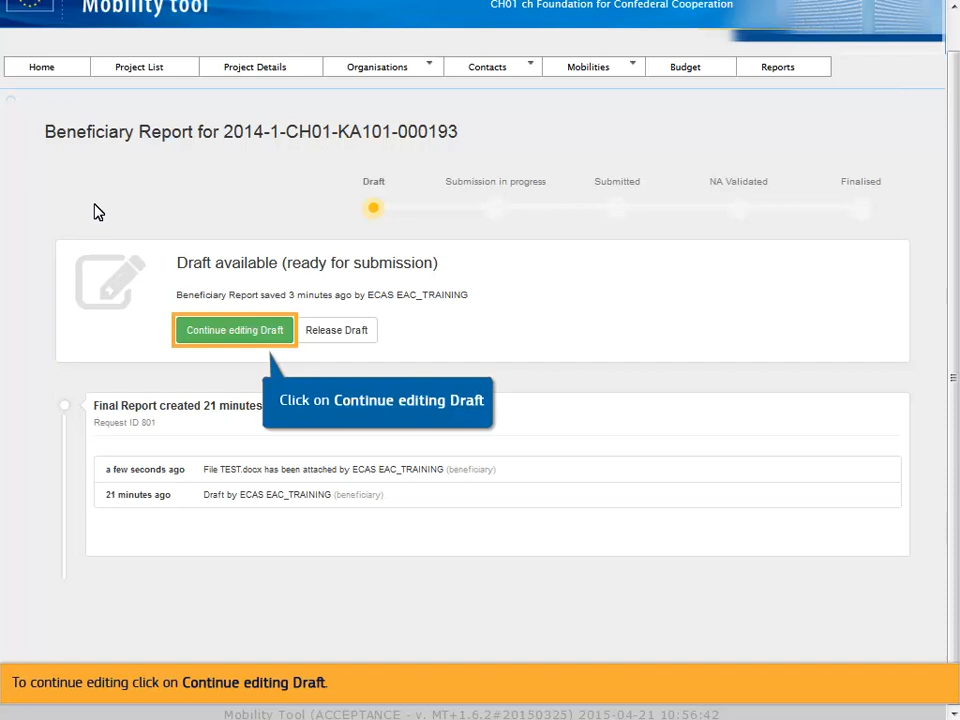 Mobility tool
CH01 ch Foundation for Confederal Cooperation
Home
Project List
Project Details
Organisations
Contacts
Mobilities
Budget
Reports
Beneficiary Report for 2014-1-CH01-KA101-000193
Draft
Submission in progress
Submitted
NA Validated
Finalised
Draft available (ready for submission)
Beneficiary Report saved 3 minutes ago by ECAS EAC_TRAINING
Continue editing Draft
Release Draft
Click on Continue editing Draft
Final Report created 21 minutes
Request ID 801
a few seconds ago File TEST.docx has been attached by ECAS EAC_TRAINING (beneficiary)
21 minutes ago Draft by ECAS EAC_TRAINING (beneficiary)
To continue editing click on Continue editing Draft.
Mobility Tool (ACCEPTANCE - v. MT+1.6.2#20150325) 2015-04-21 10:56:42